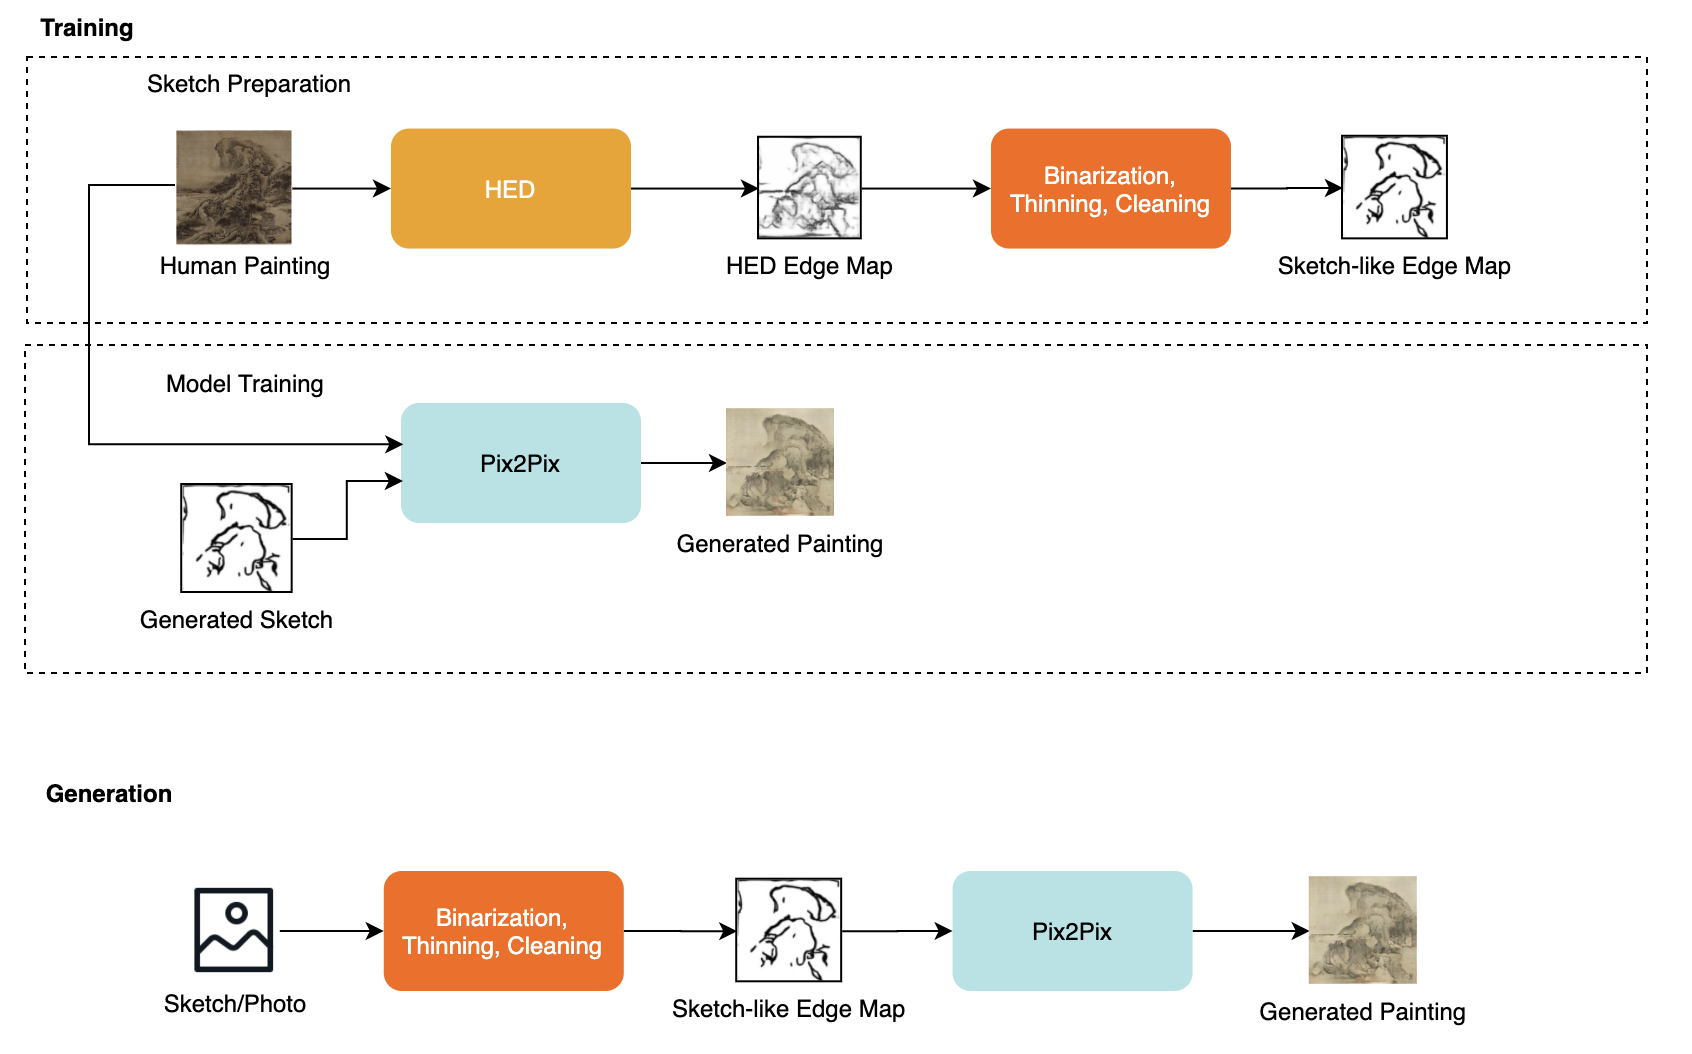 Training
Sketch Preparation
HED
Binarization,
Thinning, Cleaning
Human Painting
HED Edge Map
Sketch-like Edge Map
Model Training
Pix2Pix
Generated Painting
Generated Sketch
Generation
Binarization,
Thinning, Cleaning
Pix2Pix
Sketch/Photo
Sketch-like Edge Map
Generated Painting